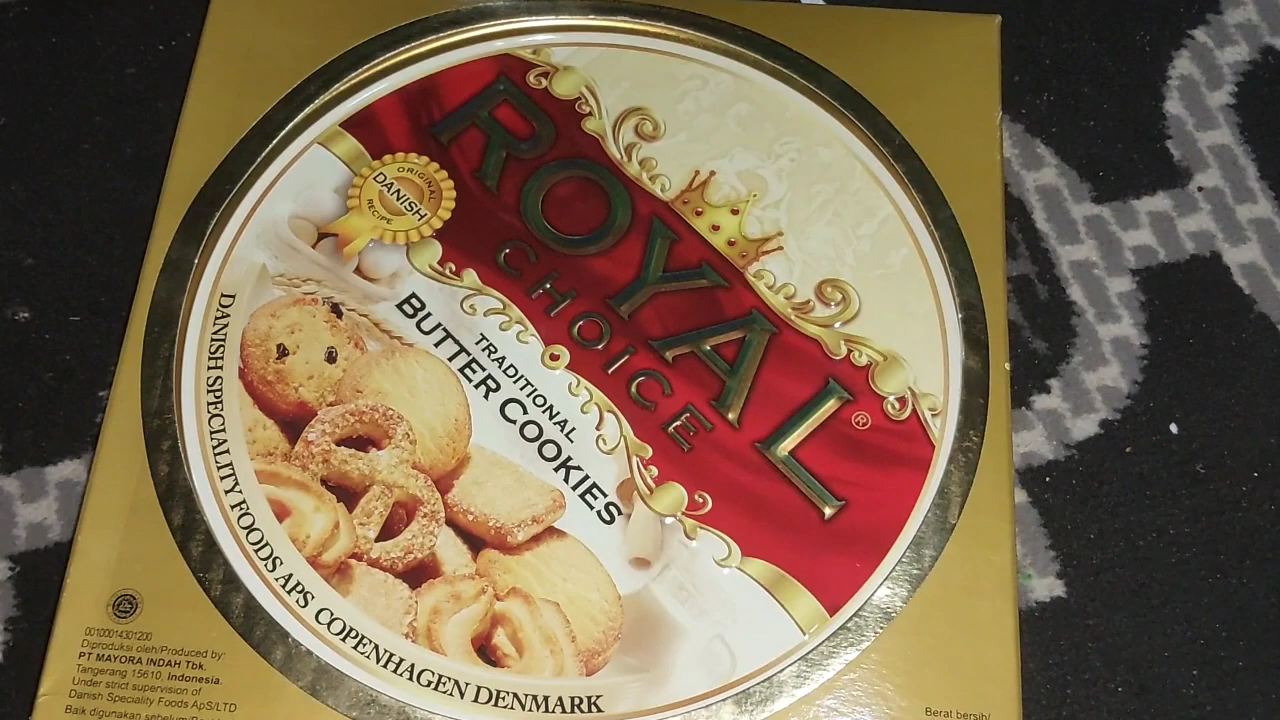 ROYAL
®
CHOICE
ORIGINAL
DANISH
RECIPE
TRADITIONAL
BUTTER COOKIES
DANISH SPECIALITY FOODS APS COPENHAGEN DENMARK
00100014301200
Diproduksi oleh/Produced by:
PT MAYORA INDAH Tbk.
Tangerang 15610, Indonesia.
Under strict supervision of
Danish Speciality Foods ApS/LTD
Baik digunakan sebelum/
Berat bersih/